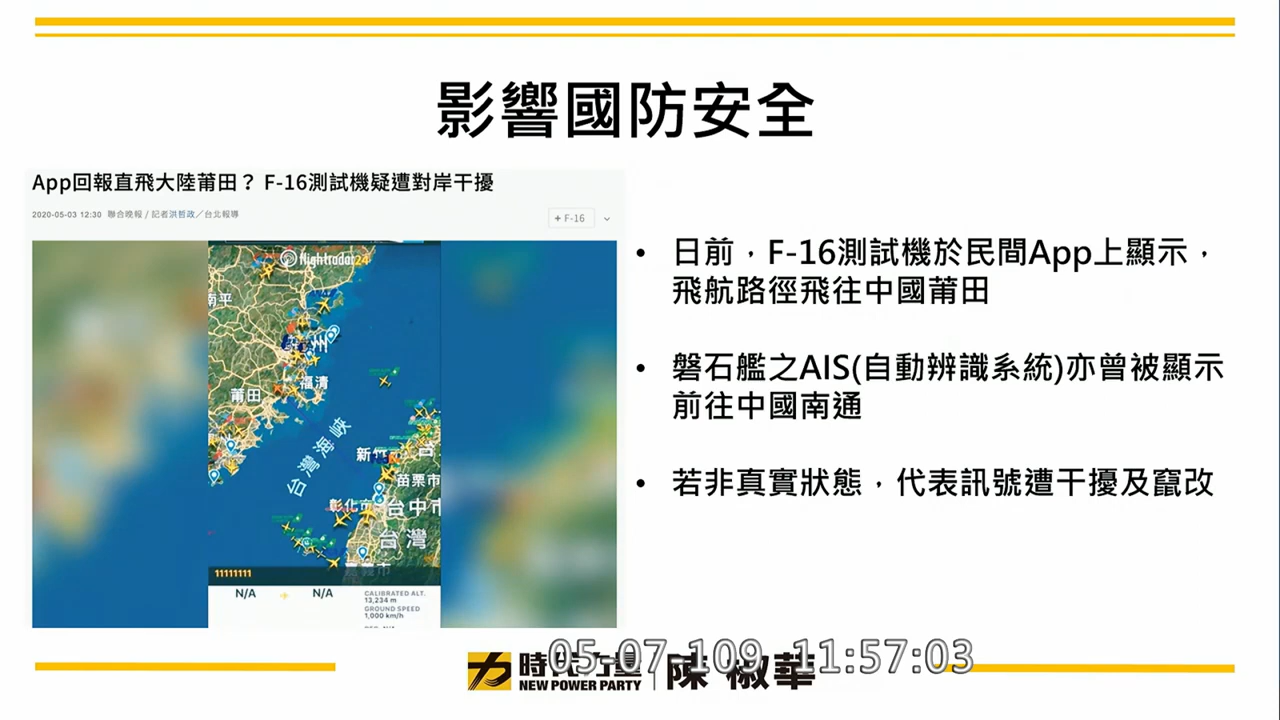 影響國防安全
App回報直飛大陸莆田？ F-16測試機疑遭對岸干擾
2020-05-03 12:30 聯合晚報 / 記者洪哲政／台北報導
+ F-16
flightradar24
南平
州
福清
莆田
台灣海峽
新竹
苗栗市
彰化市
台中市
台灣
11111111
N/A
N/A
CALIBRATED ALT.
13,234 m
GROUND SPEED
1,000 km/h
• 日前，F-16測試機於民間App上顯示，
飛航路徑飛往中國莆田
• 磐石艦之AIS(自動辨識系統)亦曾被顯示
前往中國南通
• 若非真實狀態，代表訊號遭干擾及竄改
時代力量
NEW POWER PARTY
陳椒華
05-07-109 11:57:03